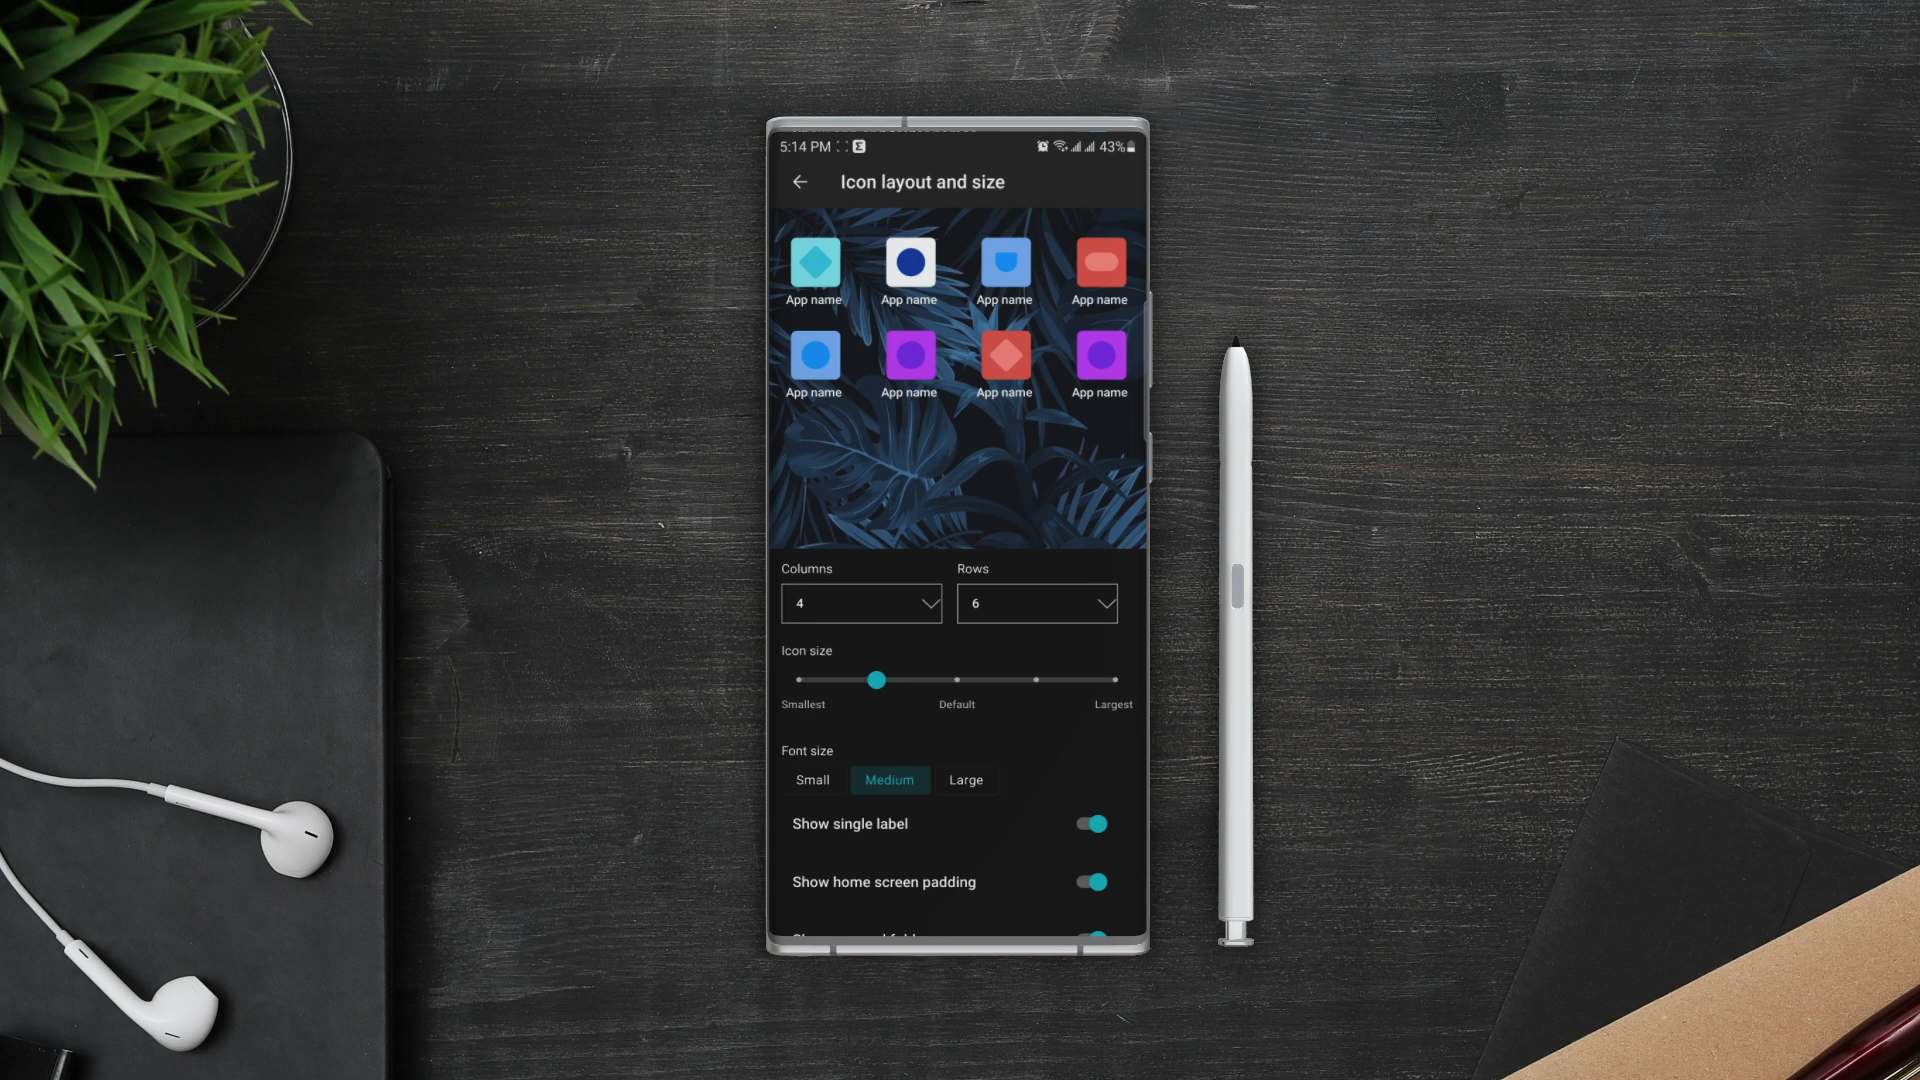 5:14 PM 43%
Icon layout and size
App name App name App name App name
App name App name App name App name
Columns Rows
4 6
Icon size
Smallest Default Largest
Font size
Small Medium Large
Show single label
Show home screen padding